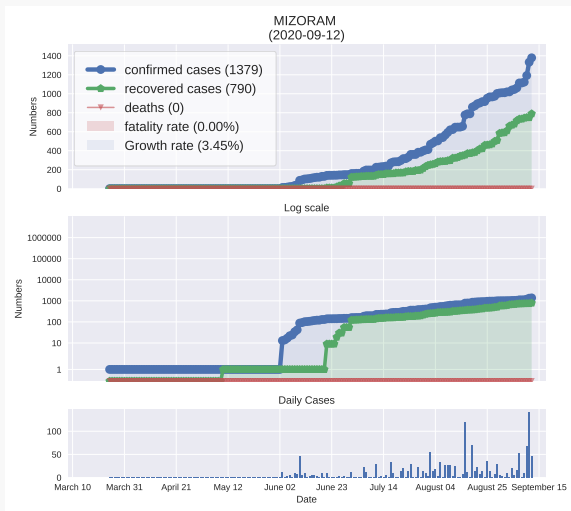 MIZORAM
(2020-09-12)
1400
1200
1000
800
600
400
200
0
Numbers
confirmed cases (1379)
recovered cases (790)
deaths (0)
fatality rate (0.00%)
Growth rate (3.45%)
Log scale
1000000
100000
10000
1000
100
10
1
Numbers
Daily Cases
100
50
0
March 10 March 31 April 21 May 12 June 02 June 23 July 14 August 04 August 25 September 15
Date